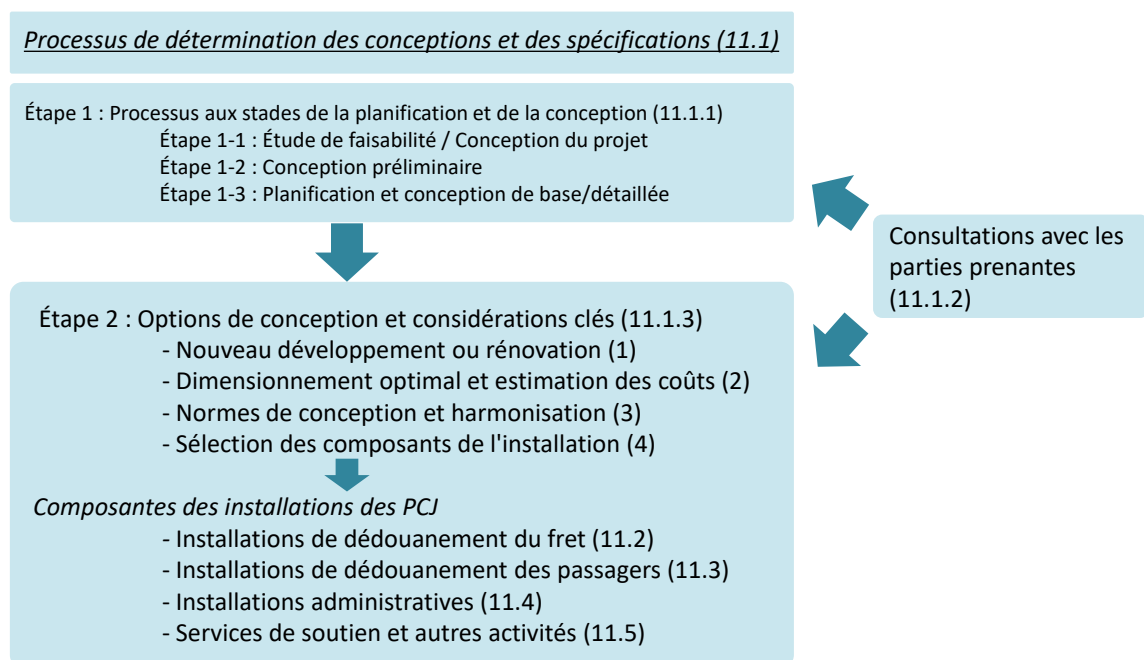 Processus de détermination des conceptions et des spécifications (11.1)
Étape 1 : Processus aux stades de la planification et de la conception (11.1.1)
Étape 1-1 : Étude de faisabilité / Conception du projet
Étape 1-2 : Conception préliminaire
Étape 1-3 : Planification et conception de base/détaillée
Consultations avec les
parties prenantes
(11.1.2)
Étape 2 : Options de conception et considérations clés (11.1.3)
- Nouveau développement ou rénovation (1)
- Dimensionnement optimal et estimation des coûts (2)
- Normes de conception et harmonisation (3)
- Sélection des composants de l'installation (4)
Composantes des installations des PCJ
- Installations de dédouanement du fret (11.2)
- Installations de dédouanement des passagers (11.3)
- Installations administratives (11.4)
- Services de soutien et autres activités (11.5)